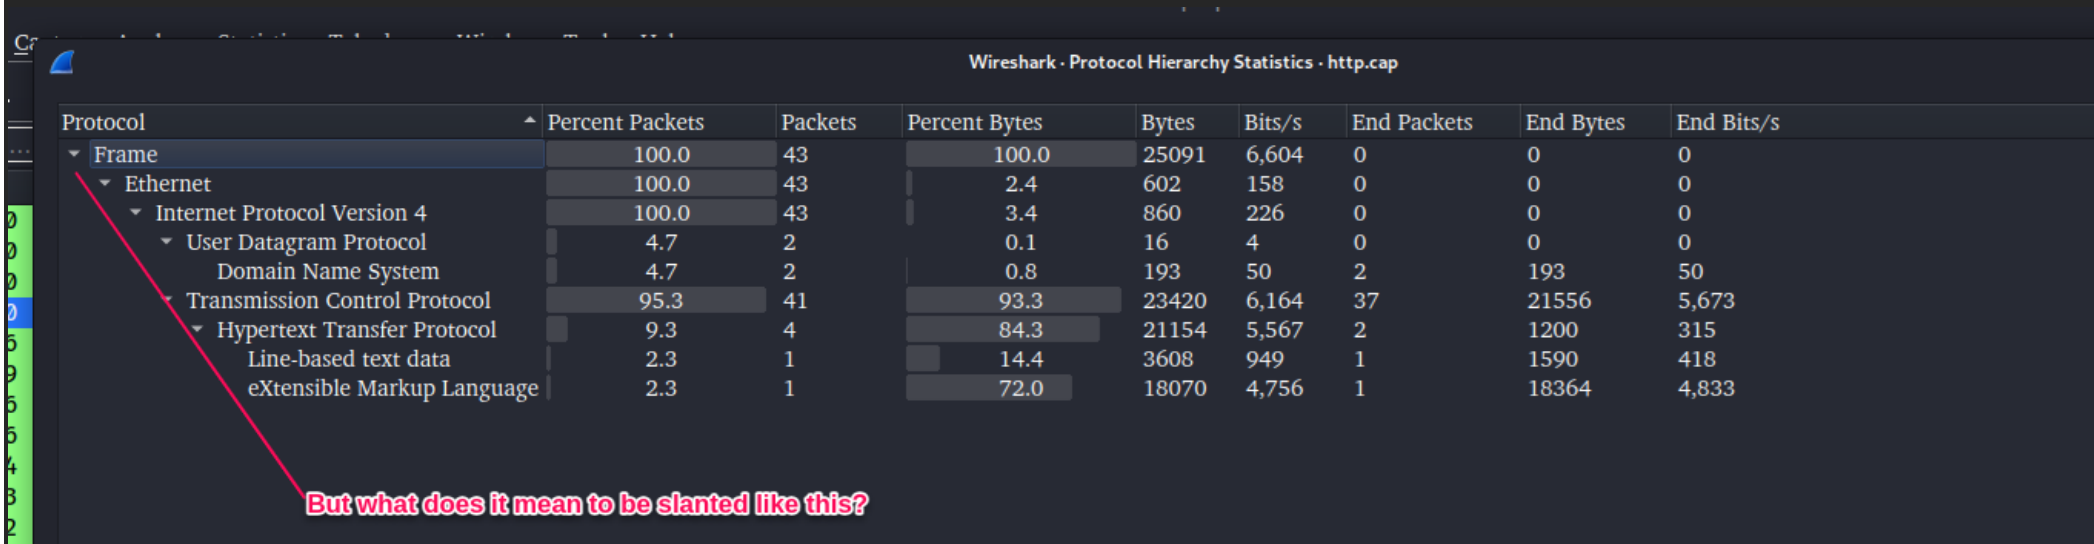 Wireshark · Protocol Hierarchy Statistics · http.cap
Protocol Percent Packets Packets Percent Bytes Bytes Bits/s End Packets End Bytes End Bits/s
Frame 100.0 43 100.0 25091 6,604 0 0 0
Ethernet 100.0 43 2.4 602 158 0 0 0
Internet Protocol Version 4 100.0 43 3.4 860 226 0 0 0
User Datagram Protocol 4.7 2 0.1 16 4 0 0 0
Domain Name System 4.7 2 0.8 193 50 2 193 50
Transmission Control Protocol 95.3 41 93.3 23420 6,164 37 21556 5,673
Hypertext Transfer Protocol 9.3 4 84.3 21154 5,567 2 1200 315
Line-based text data 2.3 1 14.4 3608 949 1 1590 418
eXtensible Markup Language 2.3 1 72.0 18070 4,756 1 18364 4,833
But what does it mean to be slanted like this?